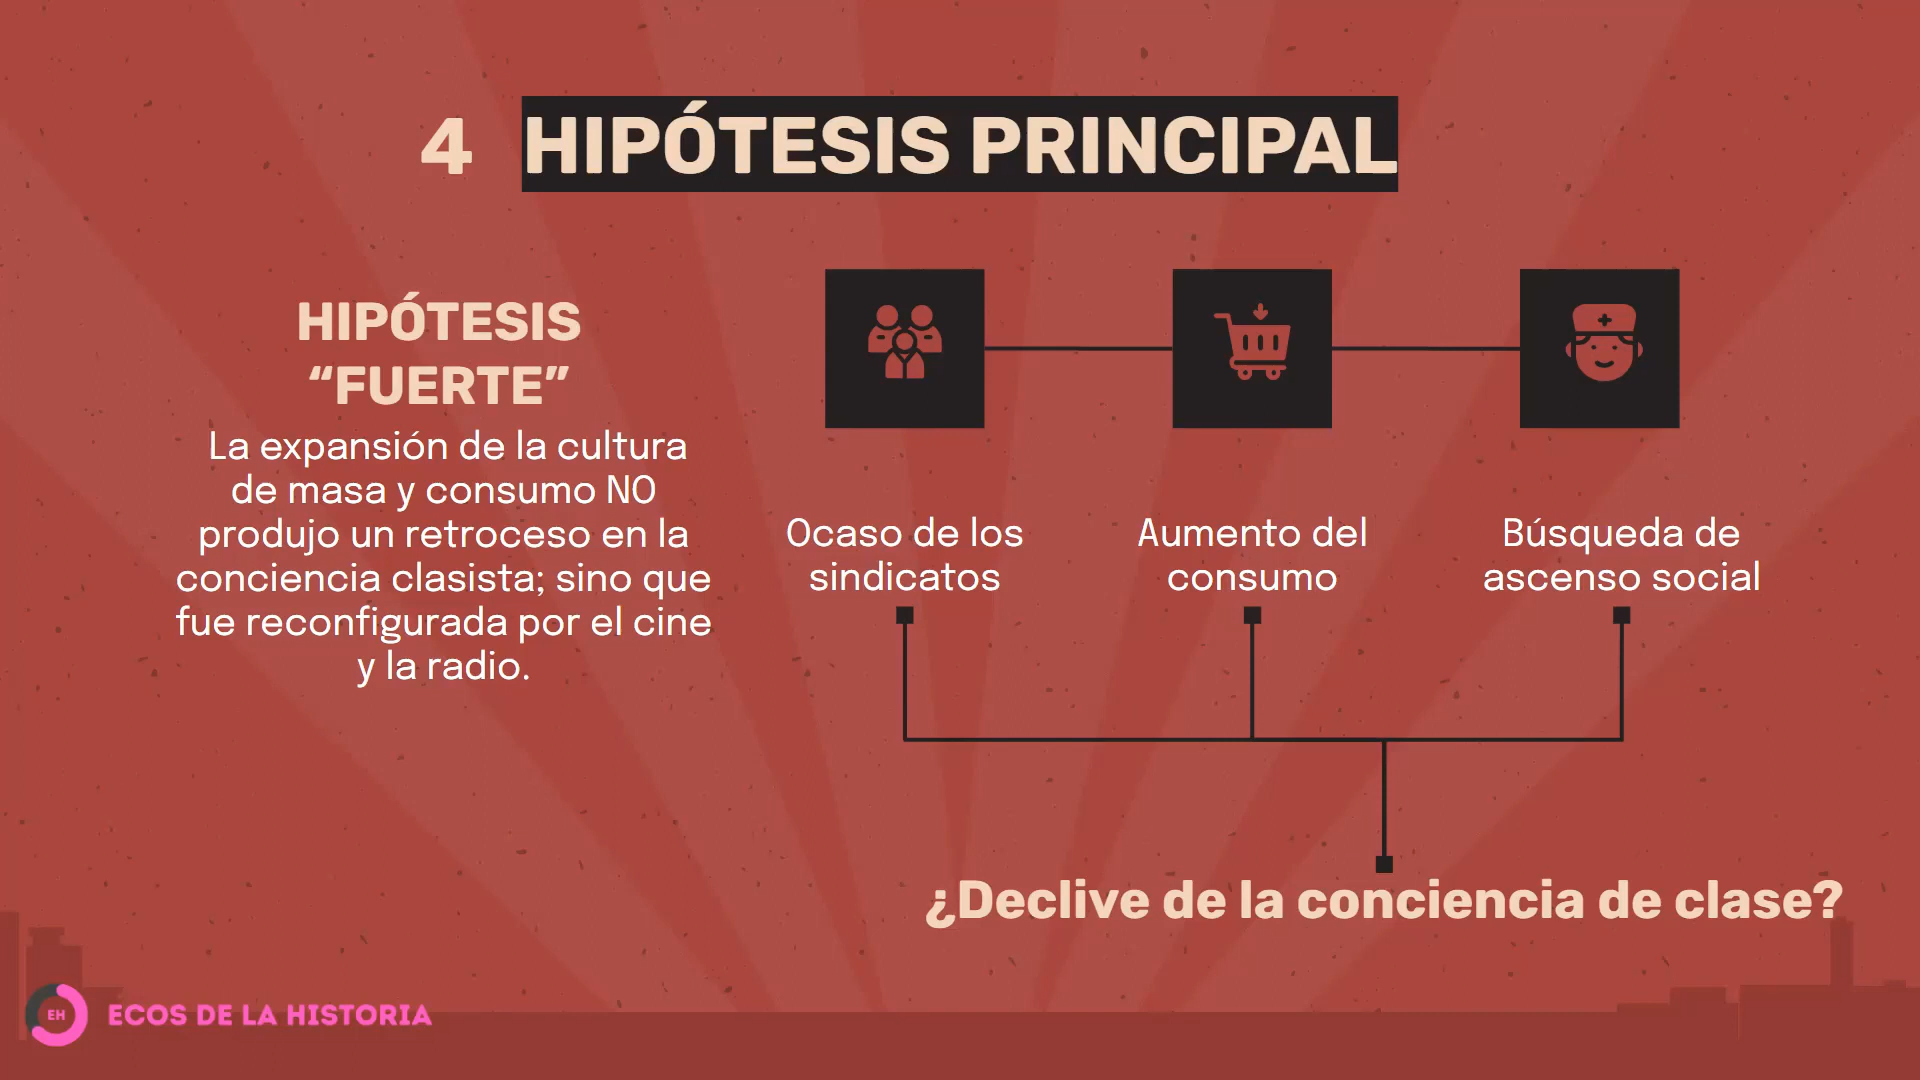 4 HIPÓTESIS PRINCIPAL
HIPÓTESIS
“FUERTE”
La expansión de la cultura
de masa y consumo NO
produjo un retroceso en la
conciencia clasista; sino que
fue reconfigurada por el cine
y la radio.
Ocaso de los
sindicatos
Aumento del
consumo
Búsqueda de
ascenso social
¿Declive de la conciencia de clase?
EH ECOS DE LA HISTORIA